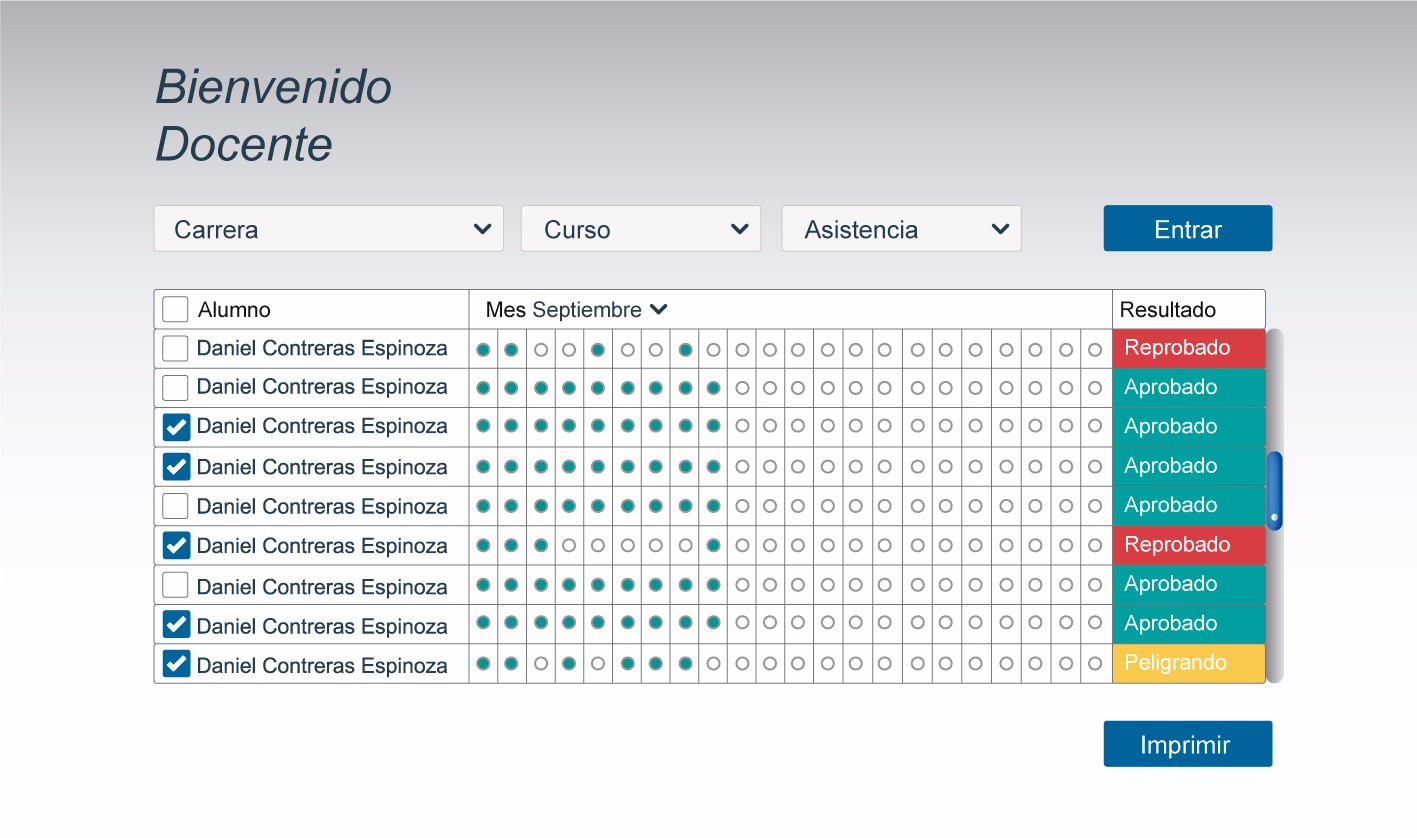 Bienvenido
Docente
Carrera Curso Asistencia Entrar
Alumno Mes Septiembre Resultado
Daniel Contreras Espinoza Reprobado
Daniel Contreras Espinoza Aprobado
Daniel Contreras Espinoza Aprobado
Daniel Contreras Espinoza Aprobado
Daniel Contreras Espinoza Aprobado
Daniel Contreras Espinoza Reprobado
Daniel Contreras Espinoza Aprobado
Daniel Contreras Espinoza Aprobado
Daniel Contreras Espinoza Peligrando
Imprimir